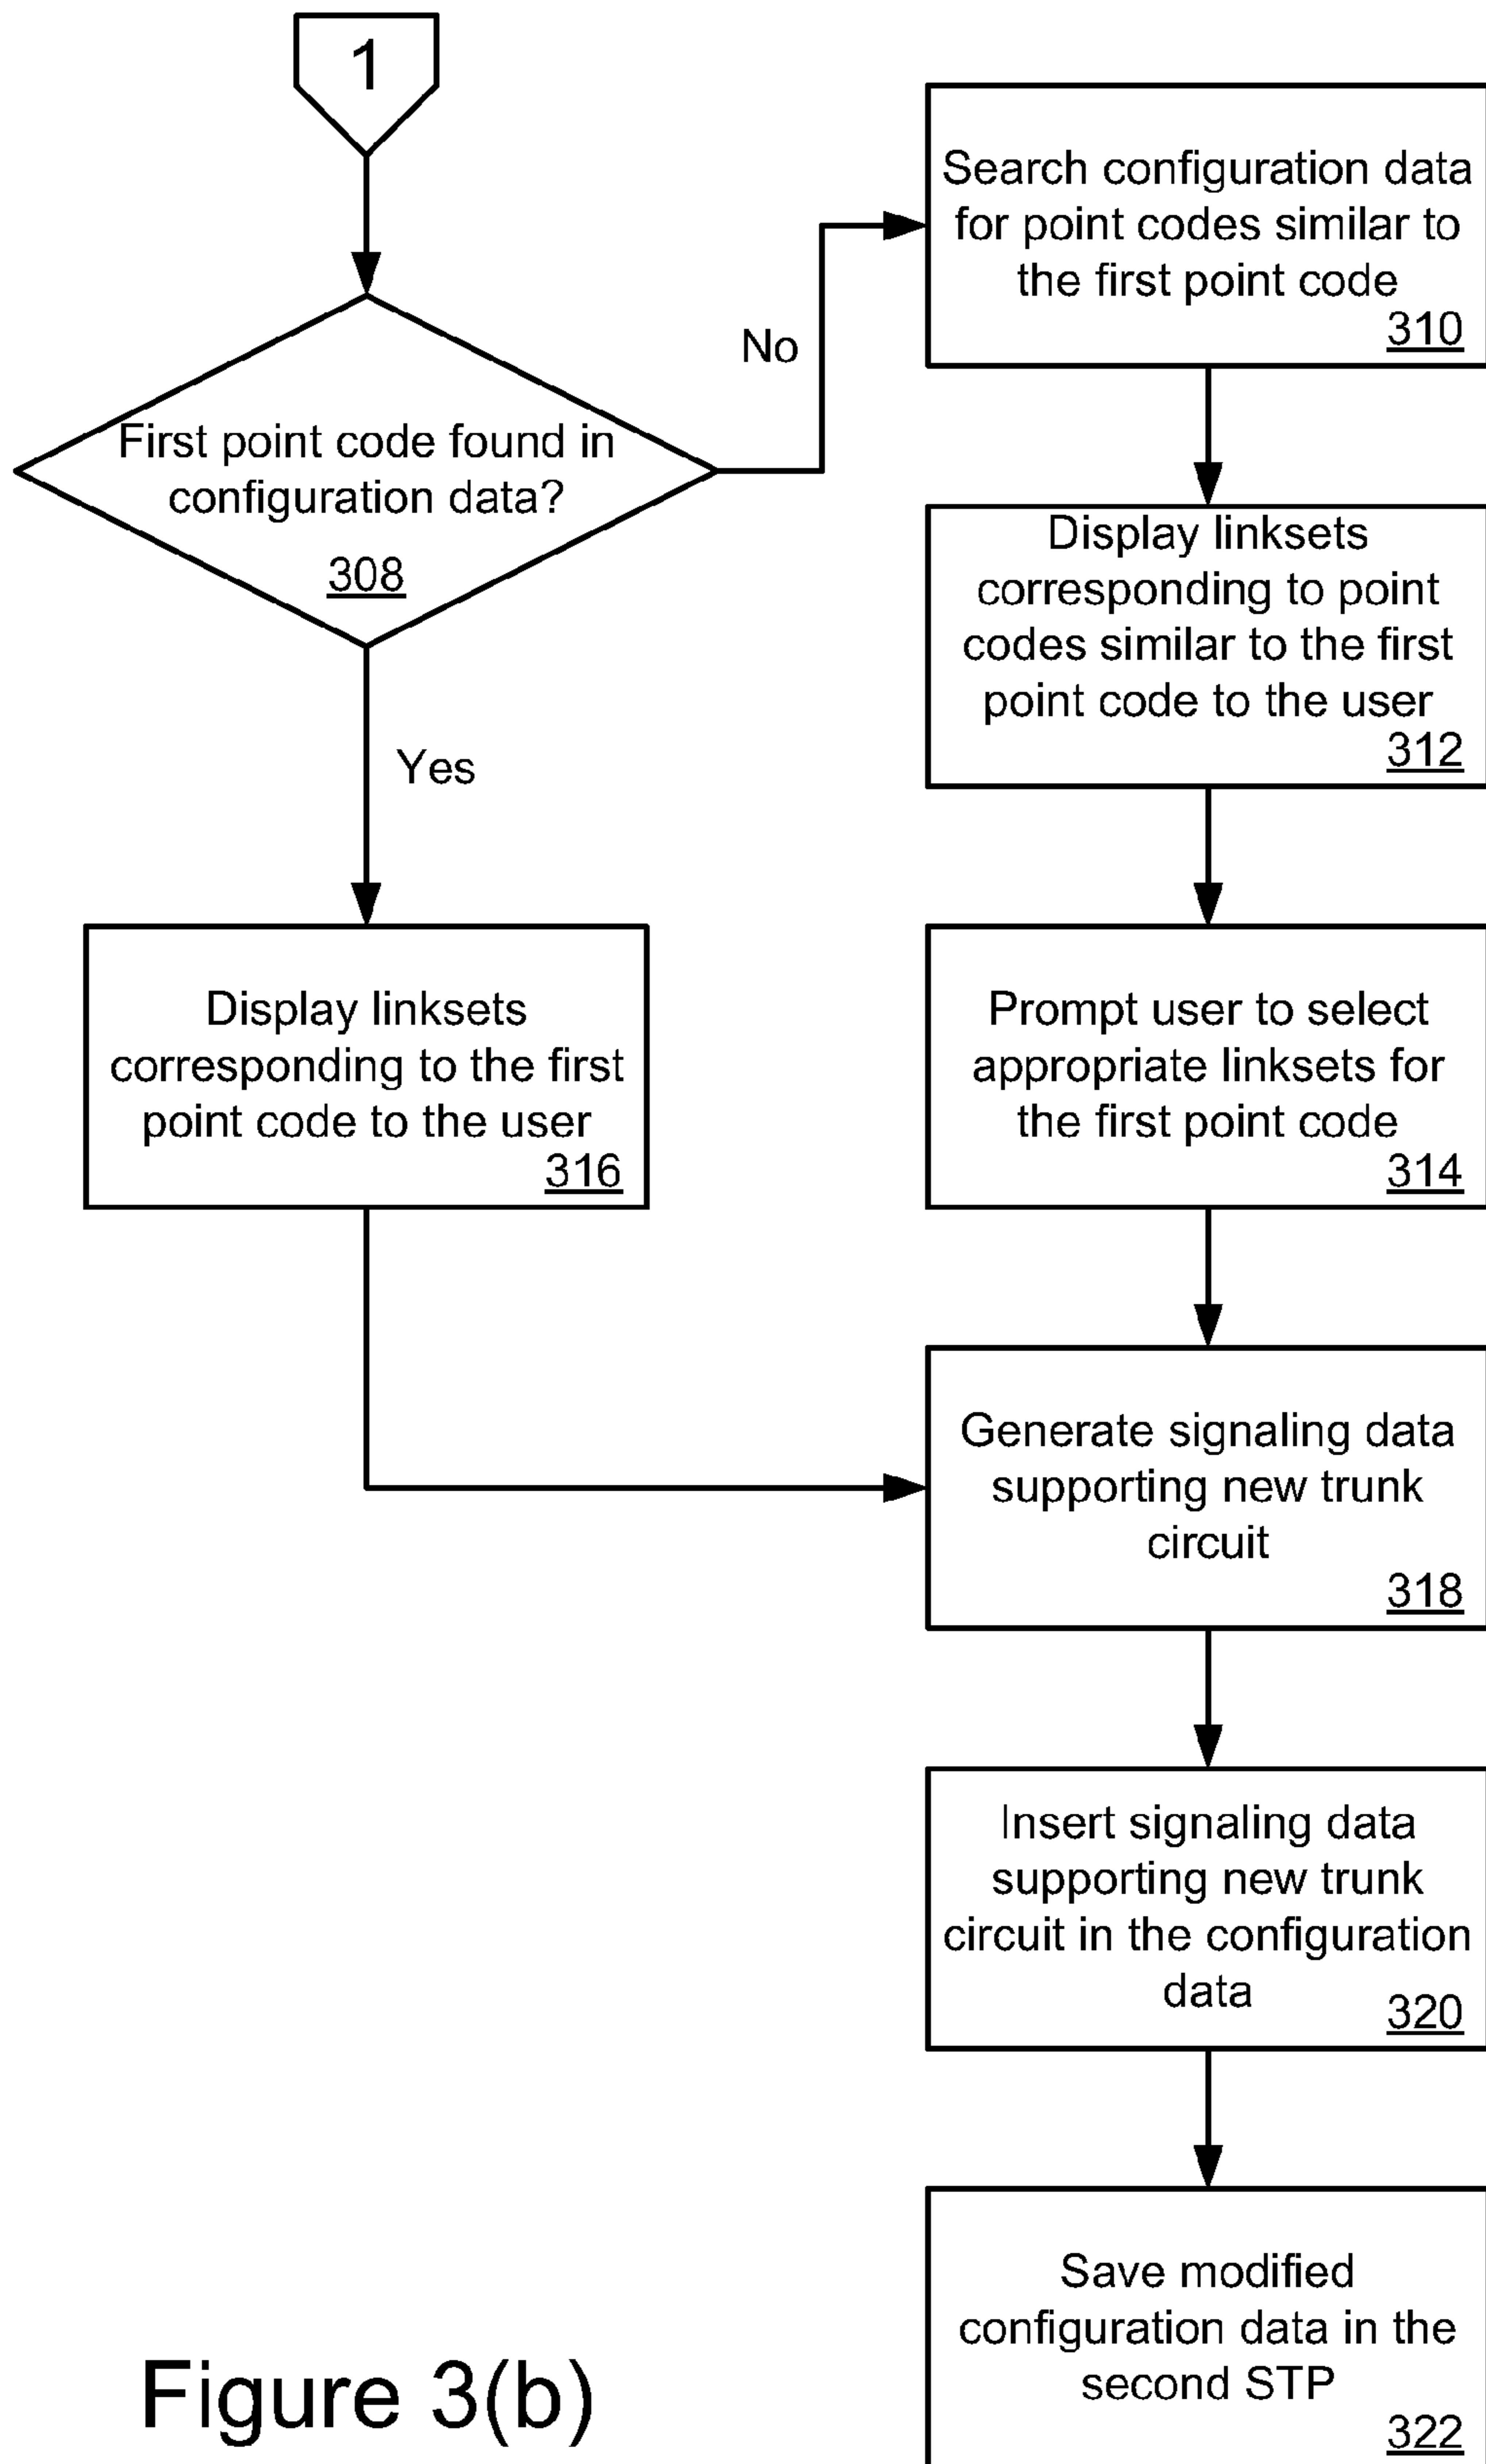 1
First point code found in
configuration data?
308
No
Yes
Search configuration data
for point codes similar to
the first point code
310
Display linksets
corresponding to point
codes similar to the first
point code to the user
312
Prompt user to select
appropriate linksets for
the first point code
314
Display linksets
corresponding to the first
point code to the user
316
Generate signaling data
supporting new trunk
circuit
318
Insert signaling data
supporting new trunk
circuit in the configuration
data
320
Save modified
configuration data in the
second STP
322
Figure 3(b)